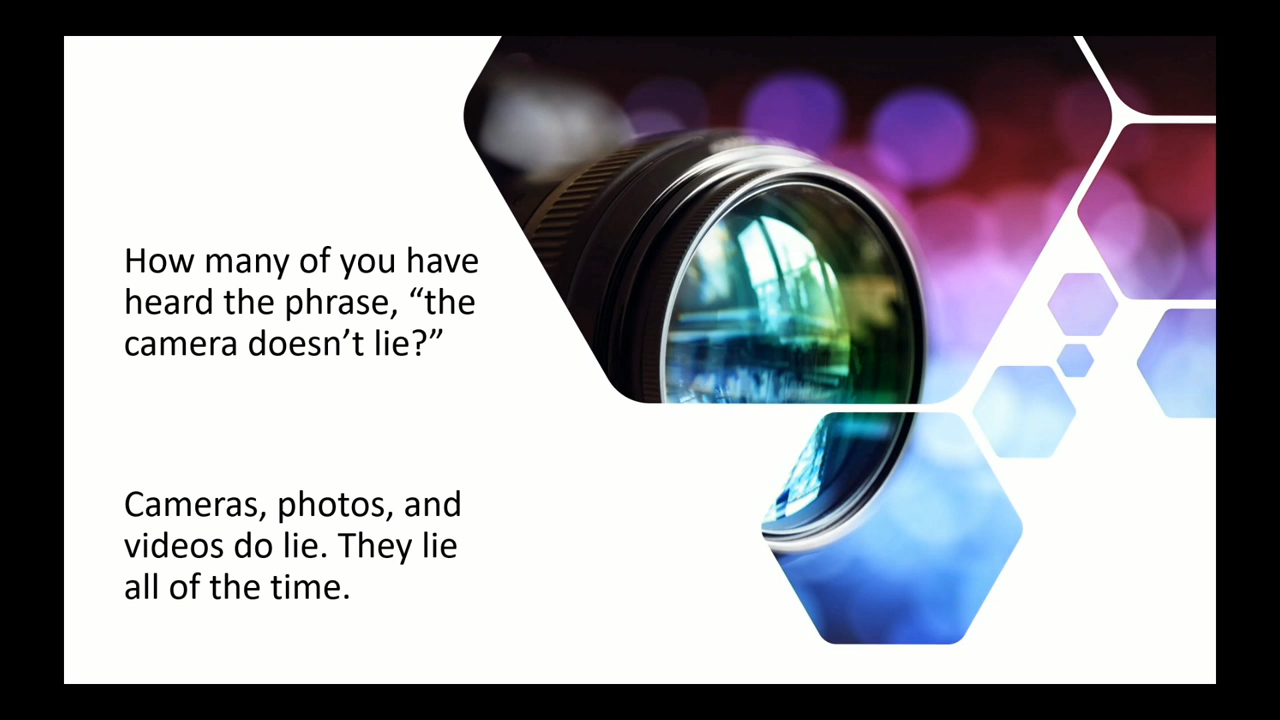 How many of you have
heard the phrase, “the
camera doesn’t lie?”
Cameras, photos, and
videos do lie. They lie
all of the time.